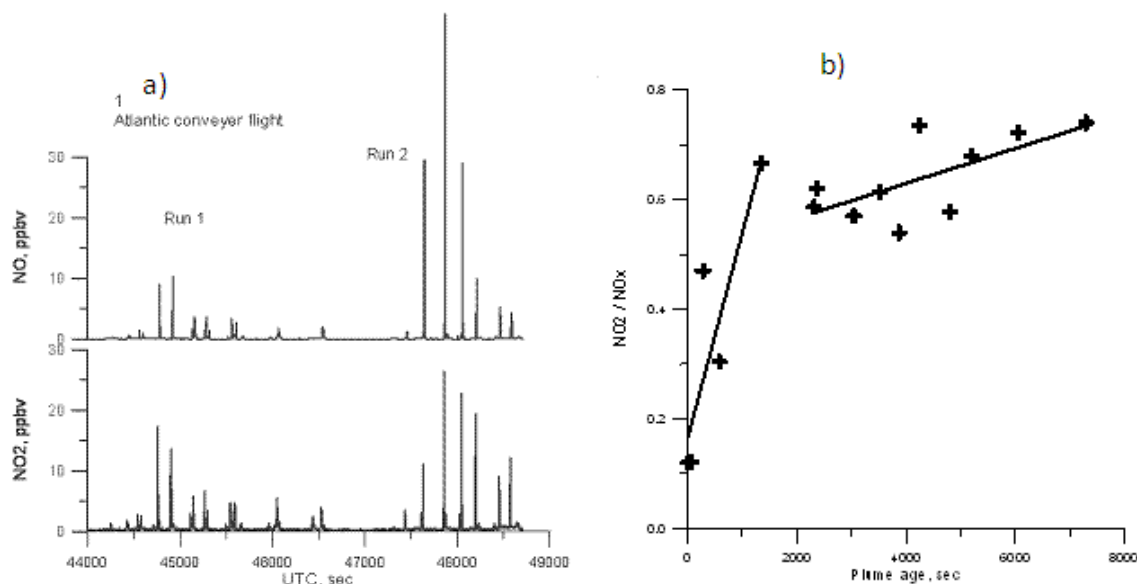 a)
1
Atlantic conveyer flight
30
Run 2
20
Run 1
NO, ppbv
10
0
30
20
NO2, ppbv
10
0
44000 45000 46000 47000 48000 49000
UTC, sec
b)
0.8
0.6
NO2 / NOx
0.4
0.2
0.0
0 2000 4000 6000 8000
Plume age, sec